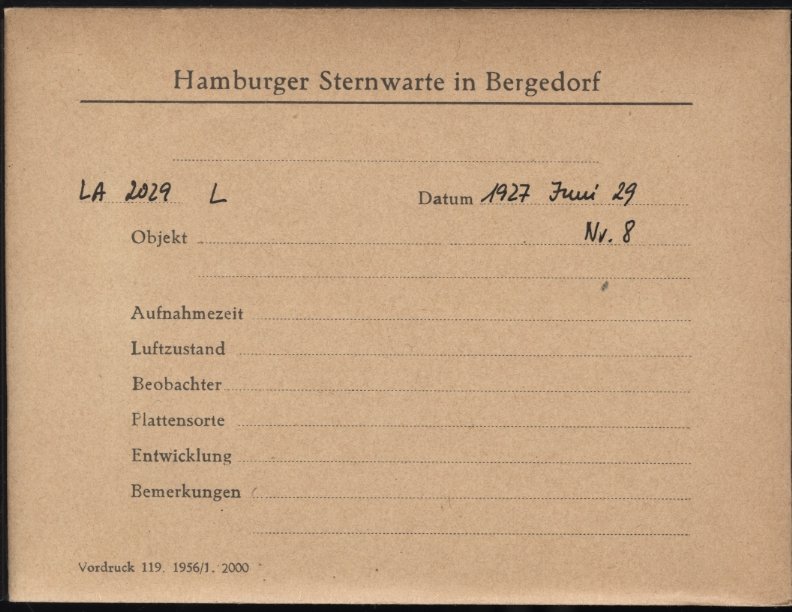 Hamburger Sternwarte in Bergedorf
LA 2029 L Datum 1927 Juni 29
Objekt Nr. 8
Aufnahmezeit
Luftzustand
Beobachter
Plattensorte
Entwicklung
Bemerkungen
Vordruck 119. 1956/1. 2000